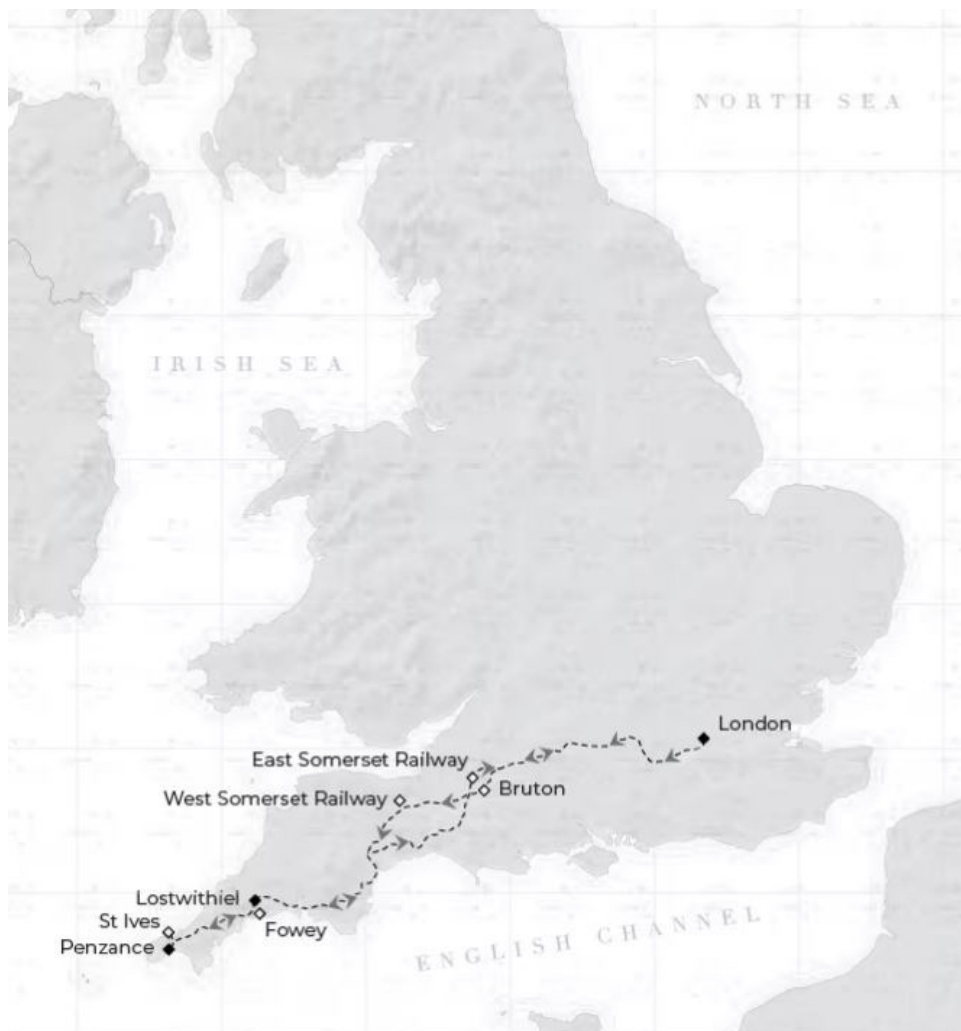 NORTH SEA
IRISH SEA
London
East Somerset Railway
Bruton
West Somerset Railway
Lostwithiel
St Ives
Fowey
Penzance
ENGLISH CHANNEL